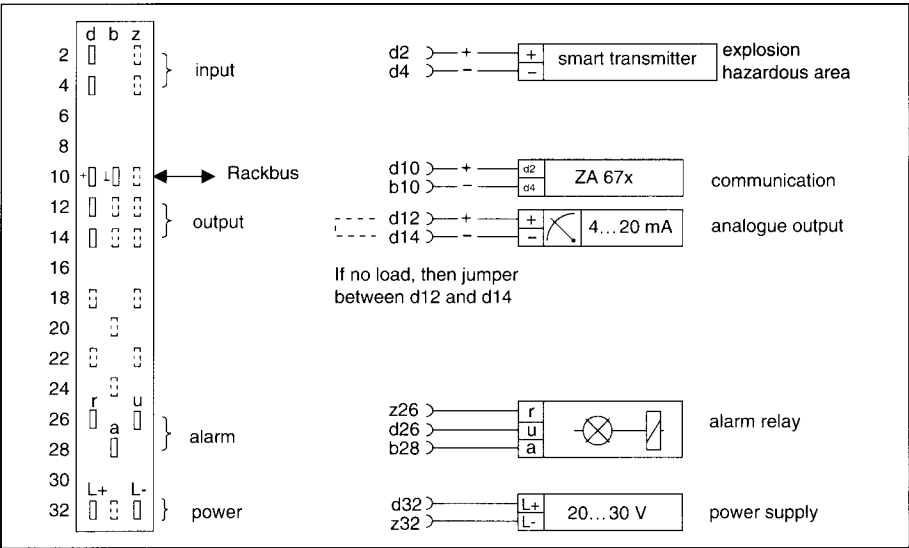 d b z
2
4
input
6
8
10 + ⊥ Rackbus
12
14
output
16
18
20
22
24
r u
26
a
28
alarm
30
L+ L-
32 power
d2 + + smart transmitter explosion
d4 - - hazardous area
d10 + d2 ZA 67x communication
b10 - d4
d12 + + 4...20 mA analogue output
d14 - -
If no load, then jumper
between d12 and d14
z26 r
d26 u alarm relay
b28 a
d32 L+ 20...30 V power supply
z32 L-